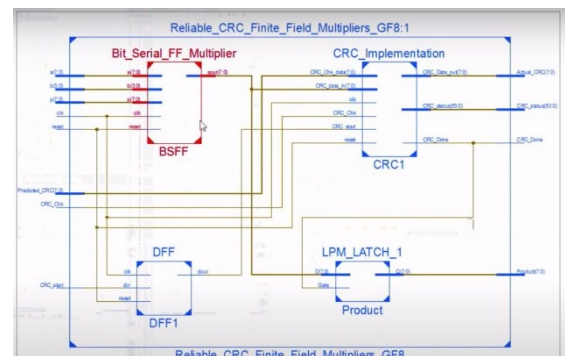 Reliable_CRC_Finite_Field_Multipliers_GF8:1
Bit_Serial_FF_Multiplier
CRC_Implementation
a(7:0)
a(7:0)
sout(7:0)
CRC_Chk_data(7:0)
CRC_Data_out(7:0)
Actual_CRC(7:0)
b(7:0)
CRC_data_in(7:0)
p(7:0)
clk
CRC_status(63:0)
CRC_status(63:0)
clk
clk
CRC_Chk
reset
reset
CRC_start
BSFF
reset
CRC_Done
CRC_Done
CRC1
Predicted_CRC(7:0)
CRC_Chk
DFF
LPM_LATCH_1
clk
Dout
D(7:0)
Q(7:0)
Product(7:0)
CRC_start
din
Gate
reset
Product
DFF1
Reliable_CRC_Finite_Field_Multipliers_GF8